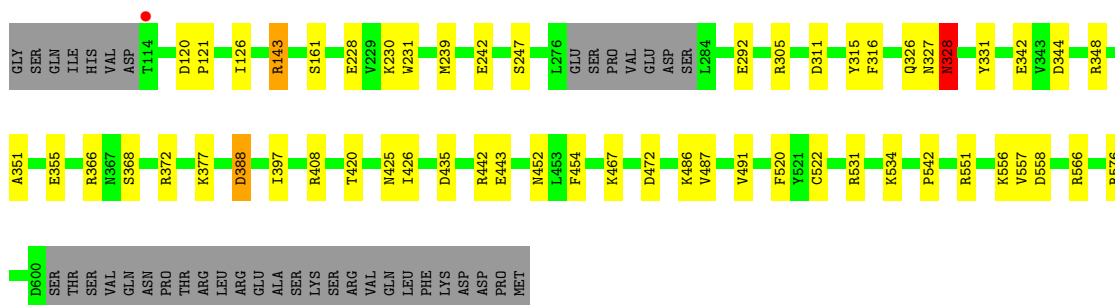 GLY SER GLN ILE HIS VAL ASP T114 D120 P121 I126 R143 S161 E228 V229 K230 W231 M239 E242 S247 L276 GLU SER PRO VAL GLU ASP SER L284 E292 R305 D311 Y315 F316 Q326 N327 N328 Y331 E342 V343 D344 R348
A351 E355 R366 N367 S368 R372 K377 D388 I397 R408 T420 N425 I426 D435 R442 E443 N452 L453 F454 K467 D472 K486 V487 V491 F520 Y521 C522 R531 K534 P542 R551 K556 V557 D558 R566
D600 SER THR SER VAL GLN ASN PRO THR ARG LEU ARG GLU ALA SER LYS SER ARG VAL GLN LEU PHE LYS ASP ASP PRO MET